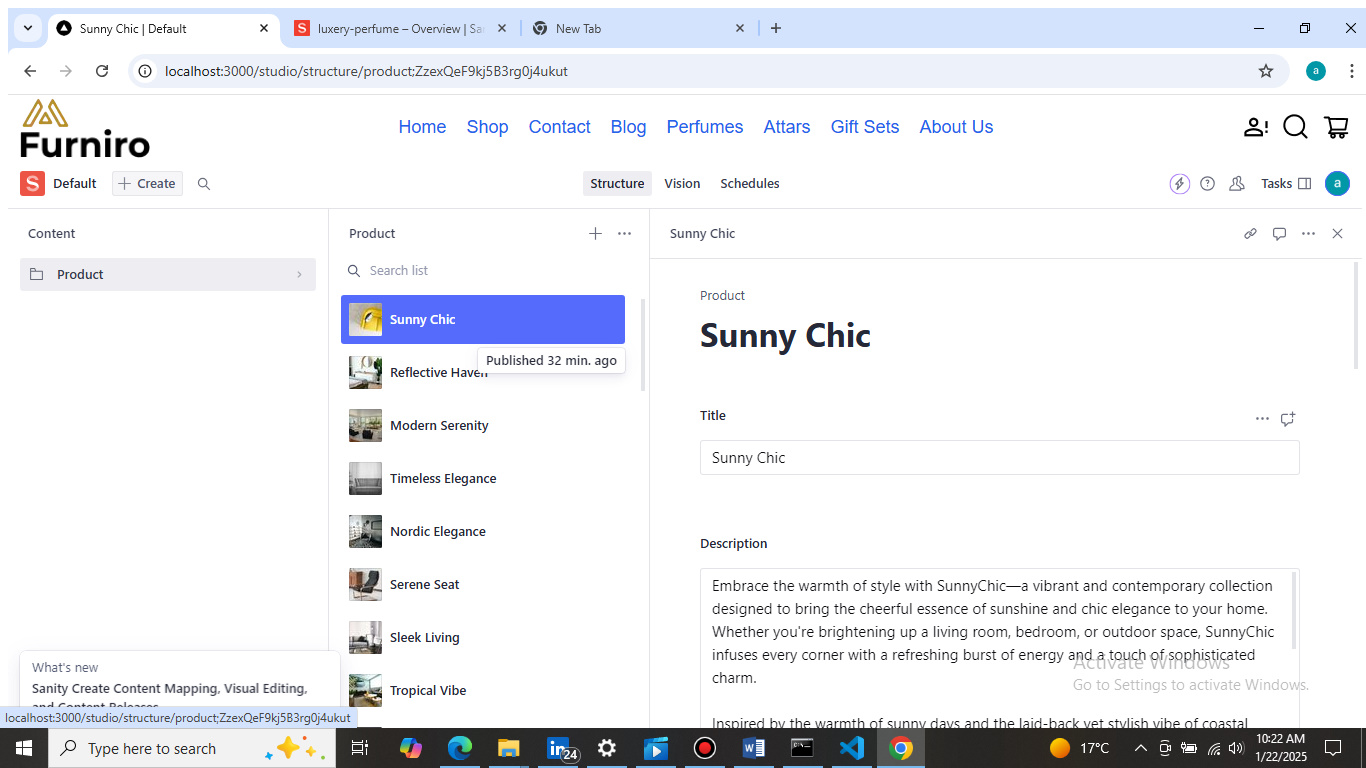 Sunny Chic | Default
luxery-perfume – Overview | Sa
New Tab
localhost:3000/studio/structure/product;ZzexQeF9kj5B3rg0j4ukut
a
Furniro
Home Shop Contact Blog Perfumes Attars Gift Sets About Us
S Default Create Structure Vision Schedules Tasks a
Content
Product
Product
Search list
Sunny Chic
Published 32 min. ago
Reflective Haven
Modern Serenity
Timeless Elegance
Nordic Elegance
Serene Seat
Sleek Living
Tropical Vibe
Sunny Chic
Product
Sunny Chic
Title
Sunny Chic
Description
Embrace the warmth of style with SunnyChic—a vibrant and contemporary collection
designed to bring the cheerful essence of sunshine and chic elegance to your home.
Whether you're brightening up a living room, bedroom, or outdoor space, SunnyChic
infuses every corner with a refreshing burst of energy and a touch of sophisticated
charm.
Inspired by the warmth of sunny days and the laid-back yet stylish vibe of coastal
Activate Windows
Go to Settings to activate Windows.
What's new
Sanity Create Content Mapping, Visual Editing,
and Content Releases
localhost:3000/studio/structure/product;ZzexQeF9kj5B3rg0j4ukut
Type here to search
24
17°C
10:22 AM
1/22/2025